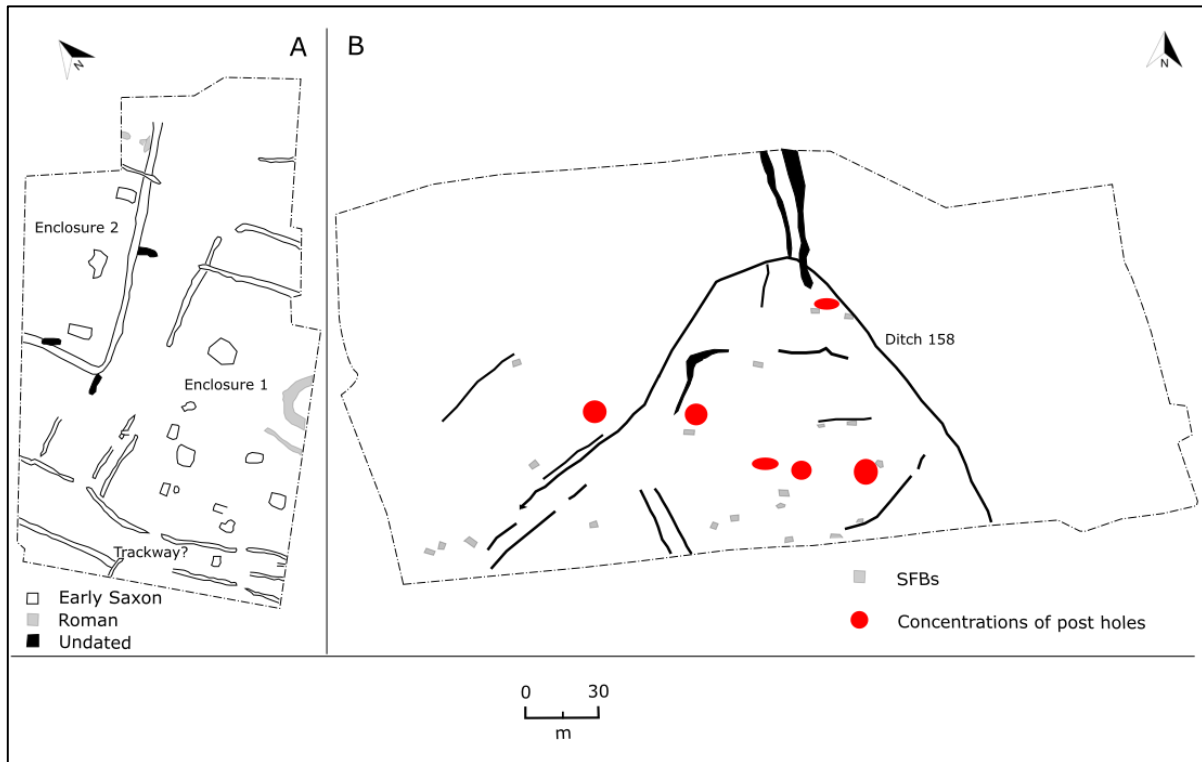 A
B
N
N
Enclosure 2
Enclosure 1
Ditch 158
Trackway?
Early Saxon
Roman
Undated
SFBs
Concentrations of post holes
0 30
m